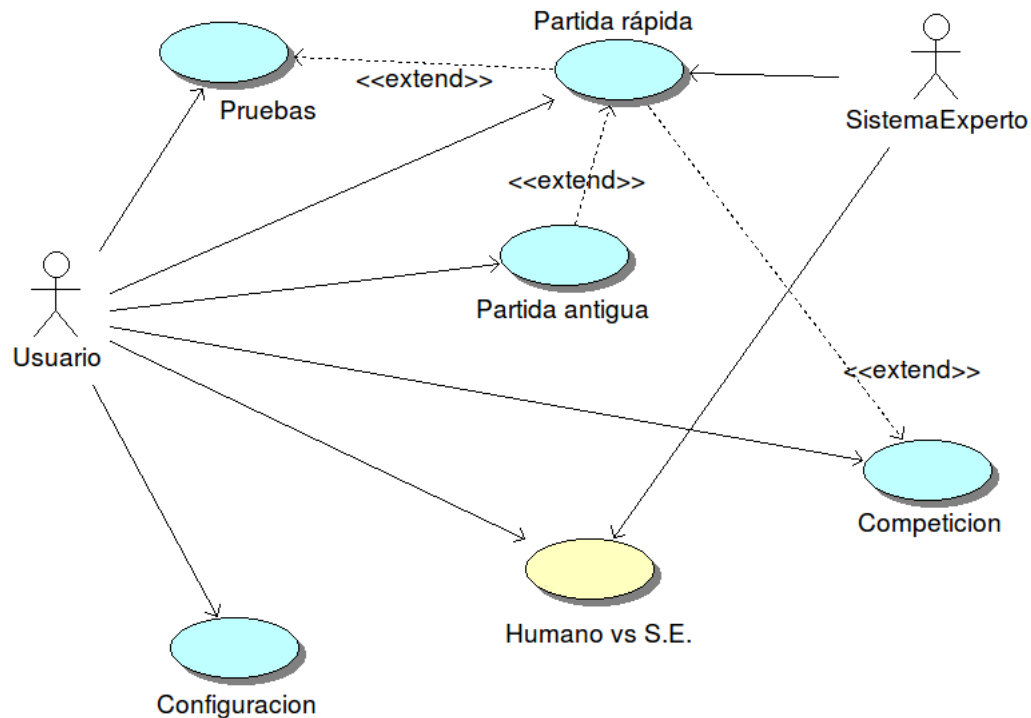 Partida rápida
<<extend>>
Pruebas
SistemaExperto
<<extend>>
Partida antigua
Usuario
<<extend>>
Competicion
Humano vs S.E.
Configuracion